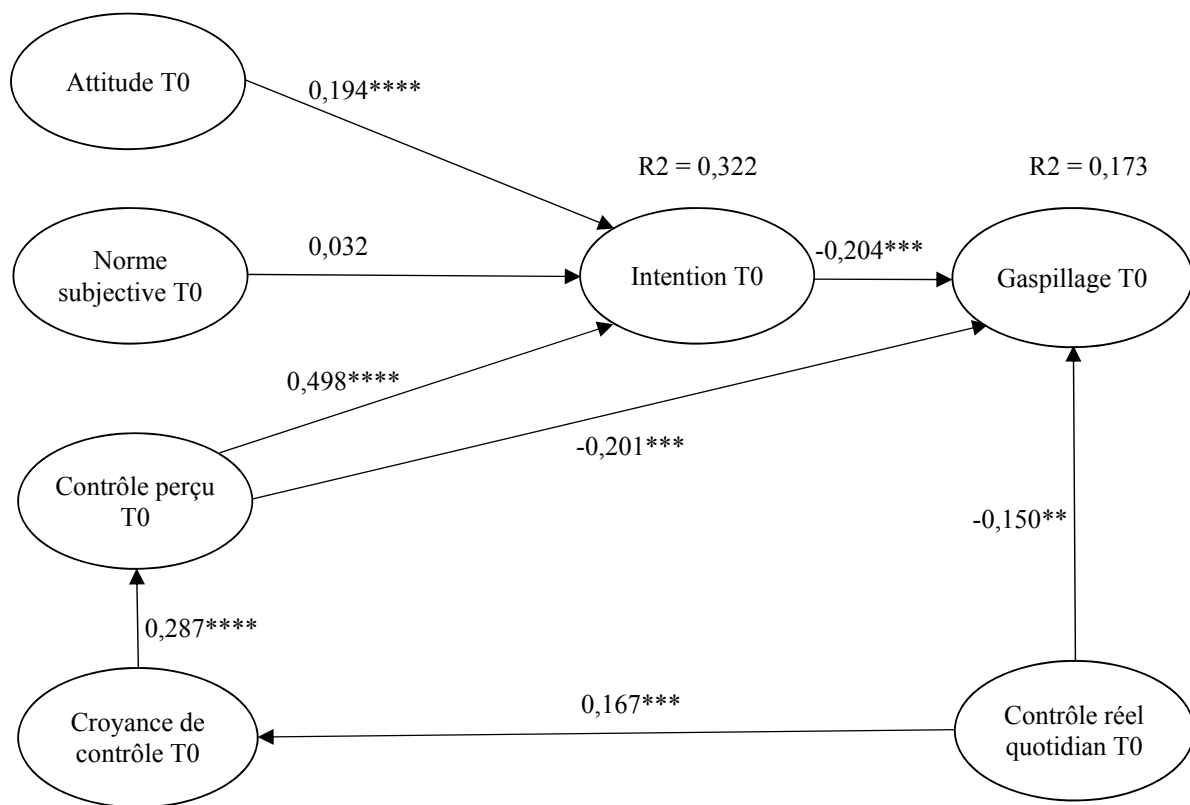 Attitude T0
0,194****
R2 = 0,322
R2 = 0,173
Norme
subjective T0
0,032
Intention T0
-0,204***
Gaspillage T0
0,498****
-0,201***
Contrôle perçu
T0
-0,150**
0,287****
Croyance de
contrôle T0
0,167***
Contrôle réel
quotidian T0